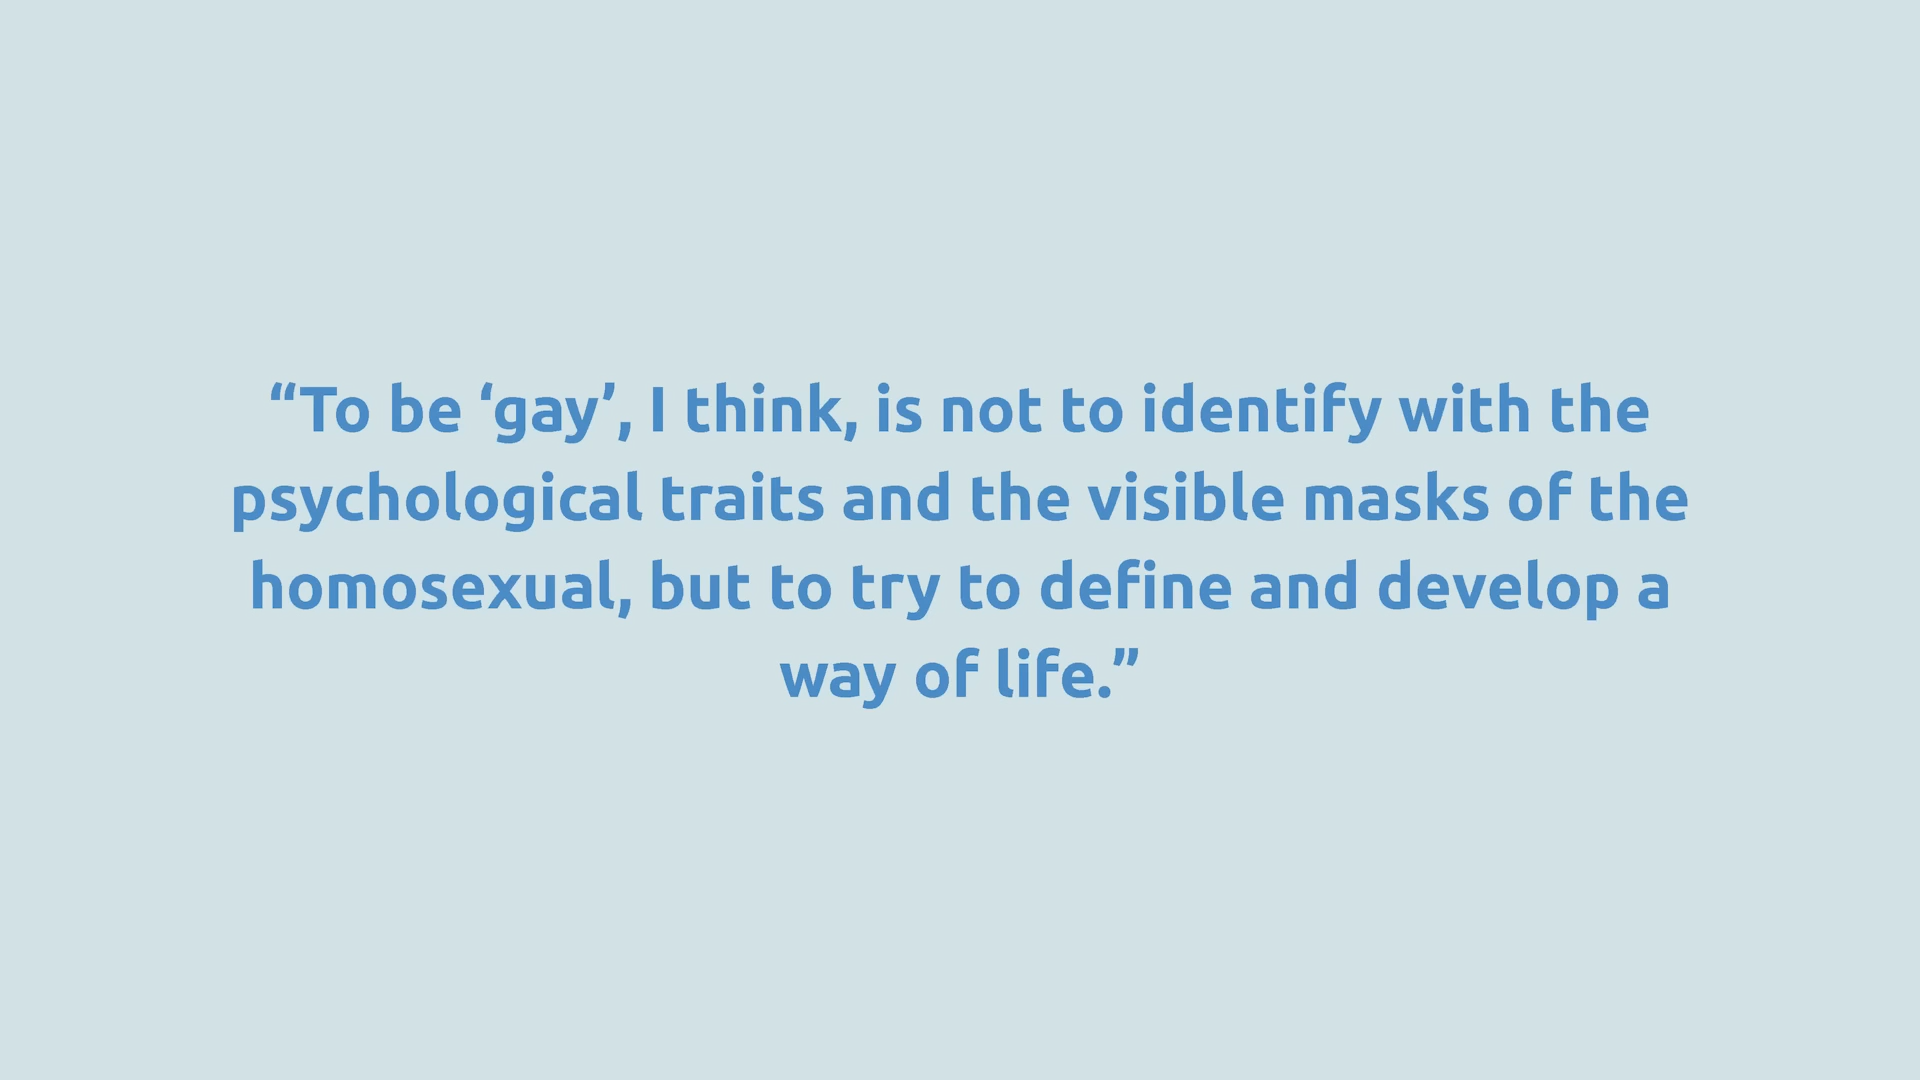 “To be ‘gay’, I think, is not to identify with the
psychological traits and the visible masks of the
homosexual, but to try to define and develop a
way of life.”